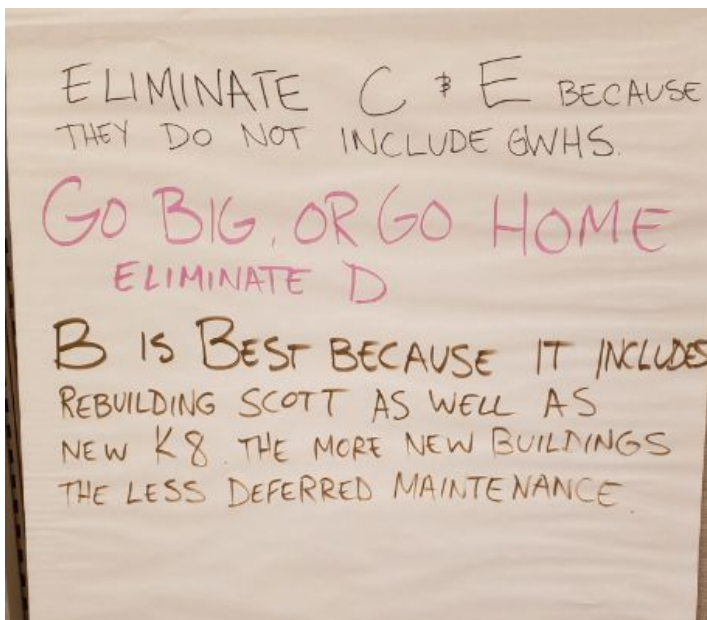 ELIMINATE C & E BECAUSE
THEY DO NOT INCLUDE GWHS.
GO BIG, OR GO HOME
ELIMINATE D
B IS BEST BECAUSE IT INCLUDES
REBUILDING SCOTT AS WELL AS
NEW K8. THE MORE NEW BUILDINGS
THE LESS DEFERRED MAINTENANCE.